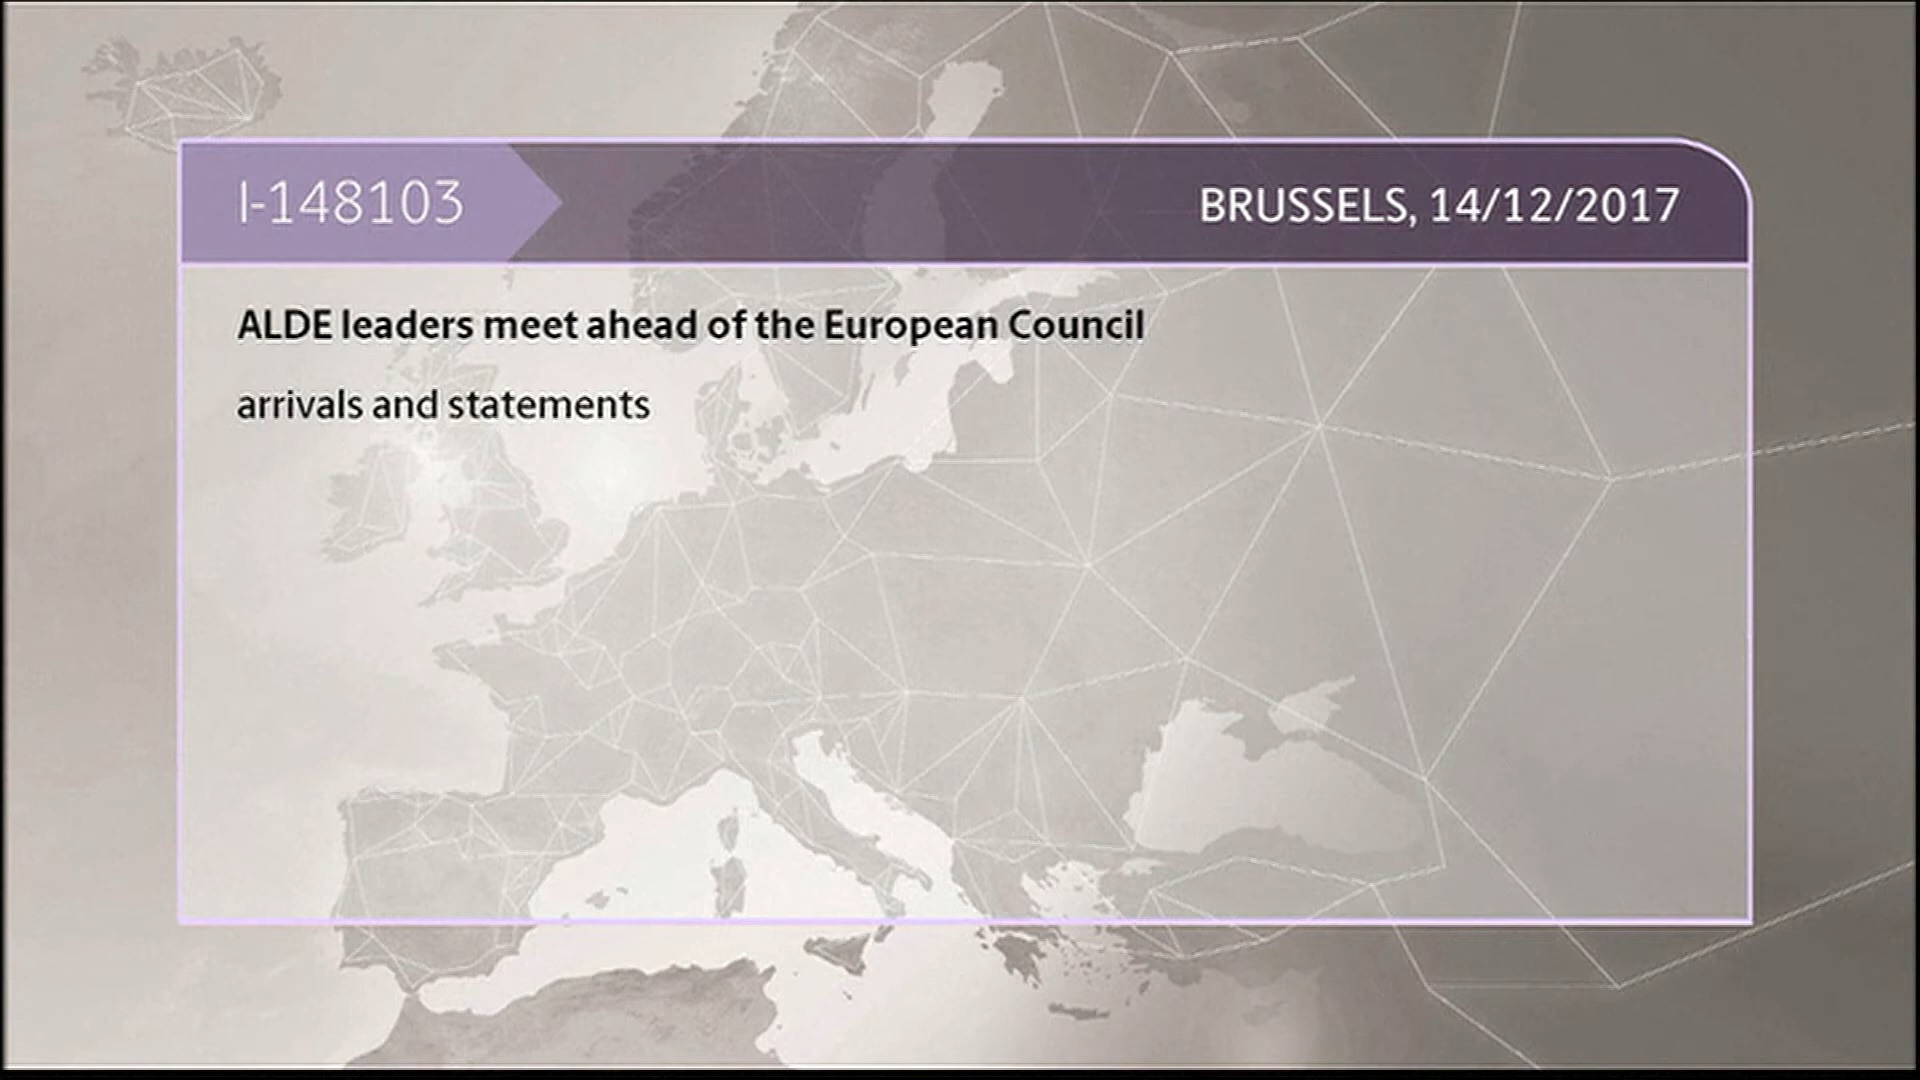 I-148103
BRUSSELS, 14/12/2017
ALDE leaders meet ahead of the European Council
arrivals and statements